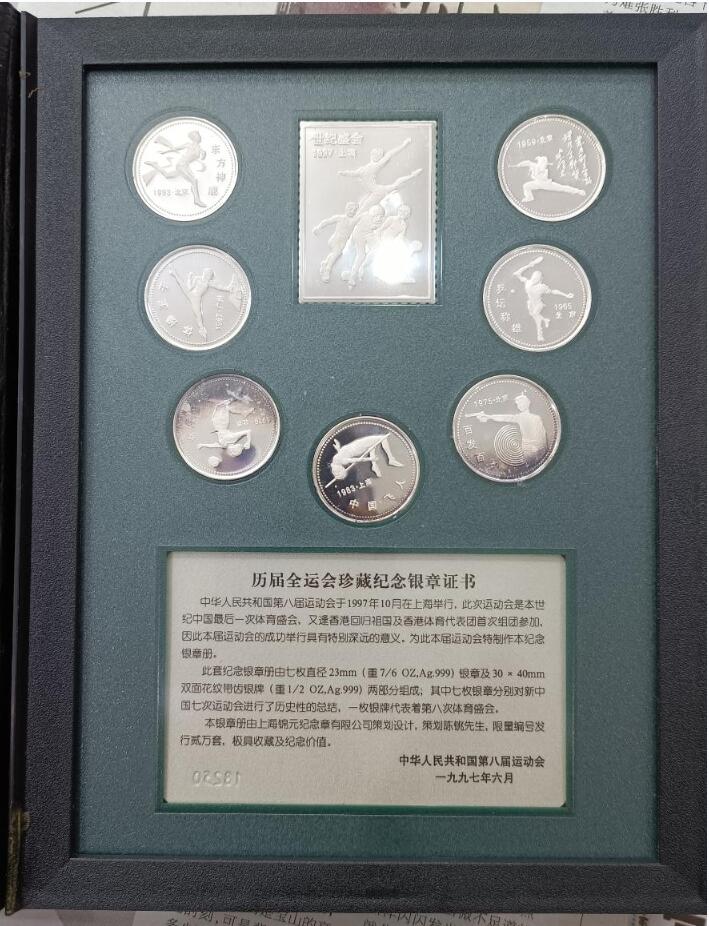 世纪盛会
1997·上海
东方神鹿
1993·北京
1959·北京
乒坛称雄
1965
北京
1975·北京
百发百
1983·上海
中国飞人
历届全运会珍藏纪念银章证书
中华人民共和国第八届运动会于1997年10月在上海举行，此次运动会是本世
纪中国最后一次体育盛会，又逢香港回归祖国及香港体育代表团首次组团参加，
因此本届运动会的成功举行具有特别深远的意义。为此本届运动会特制作本纪念
银章册。
此套纪念银章册由七枚直径23mm（重7/6 OZ,Ag.999）银章及30×40mm
双面花纹带齿银牌（重1/2 OZ,Ag.999）两部分组成；其中七枚银章分别对新中
国七次运动会进行了历史性的总结，一枚银牌代表着第八次体育盛会。
本银章册由上海锦元纪念章有限公司策划设计，策划陈锐先生，限量编号发
行贰万套，极具收藏及纪念价值。
中华人民共和国第八届运动会
一九九七年六月
13250